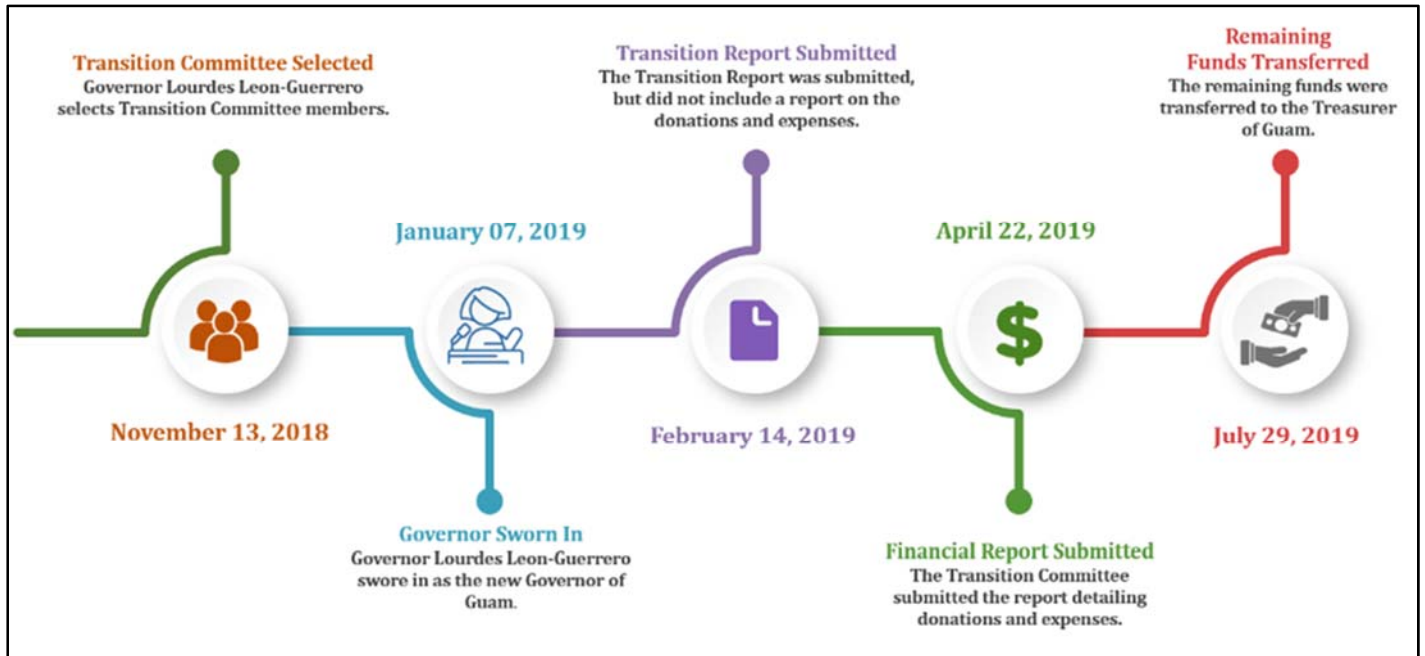 Transition Committee Selected
Governor Lourdes Leon-Guerrero
selects Transition Committee members.
November 13, 2018
January 07, 2019
Governor Sworn In
Governor Lourdes Leon-Guerrero
swore in as the new Governor of
Guam.
Transition Report Submitted
The Transition Report was submitted,
but did not include a report on the
donations and expenses.
February 14, 2019
April 22, 2019
$
Financial Report Submitted
The Transition Committee
submitted the report detailing
donations and expenses.
Remaining
Funds Transferred
The remaining funds were
transferred to the Treasurer
of Guam.
July 29, 2019